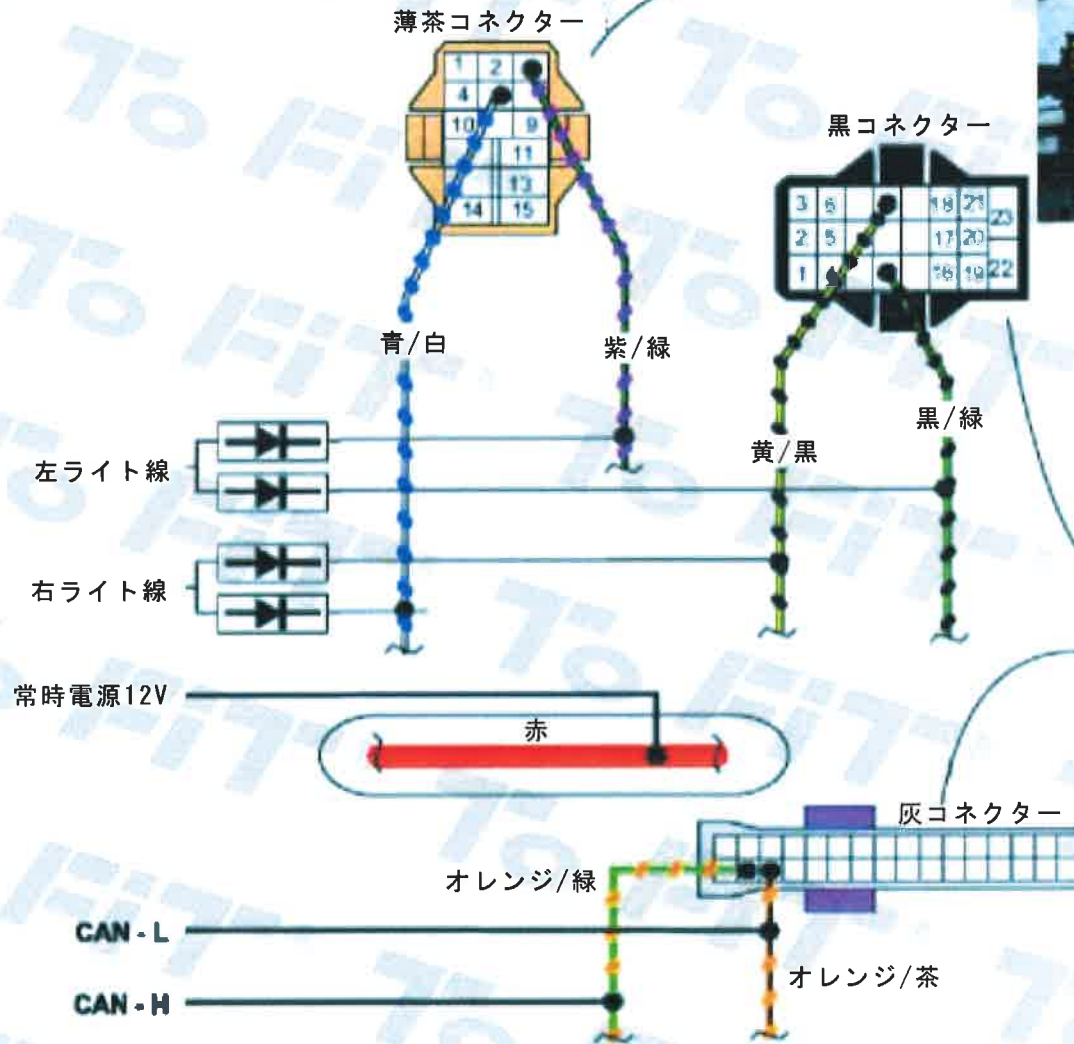 薄茶コネクター
1 2
4
10 9
11
13
14 15
黒コネクター
3 6 18 21
23
2 5 17 20
1 4 16 19 22
青/白
紫/緑
黄/黒
黒/緑
左ライト線
右ライト線
常時電源12V
赤
灰コネクター
オレンジ/緑
CAN - L
オレンジ/茶
CAN - H
TO FiT